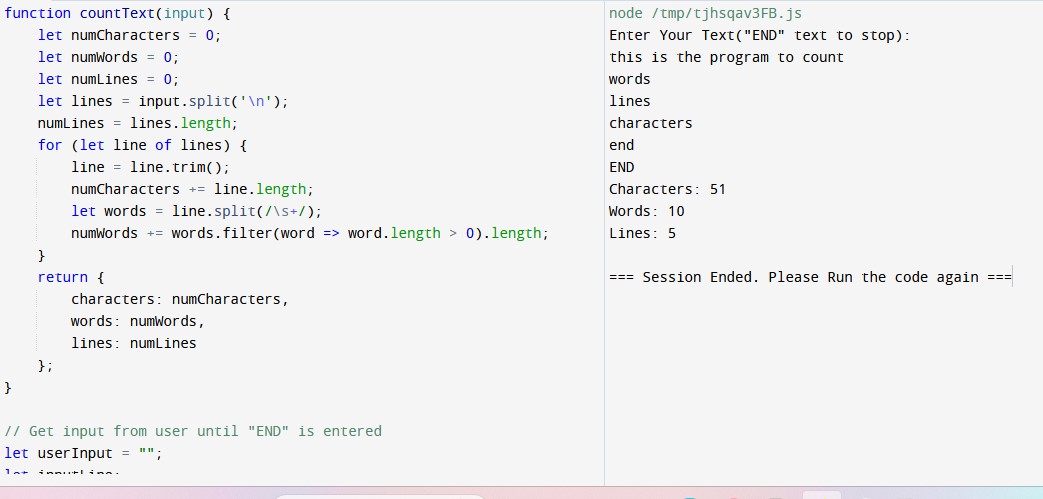 function countText(input) {
    let numCharacters = 0;
    let numWords = 0;
    let numLines = 0;
    let lines = input.split('\n');
    numLines = lines.length;
    for (let line of lines) {
        line = line.trim();
        numCharacters += line.length;
        let words = line.split(/\s+/);
        numWords += words.filter(word => word.length > 0).length;
    }
    return {
        characters: numCharacters,
        words: numWords,
        lines: numLines
    };
}
// Get input from user until "END" is entered
let userInput = "";
let inputLine;
node /tmp/tjhsqav3FB.js
Enter Your Text("END" text to stop):
this is the program to count
words
lines
characters
end
END
Characters: 51
Words: 10
Lines: 5
=== Session Ended. Please Run the code again ===